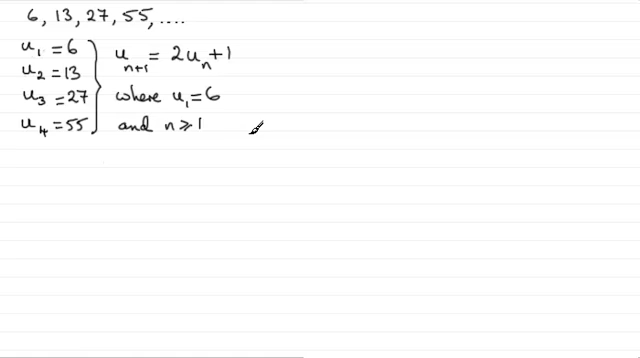 6, 13, 27, 55, ....
u₁ = 6
u₂ = 13
u₃ = 27
u₄ = 55
uₙ₊₁ = 2uₙ + 1
where u₁ = 6
and n ⩾ 1